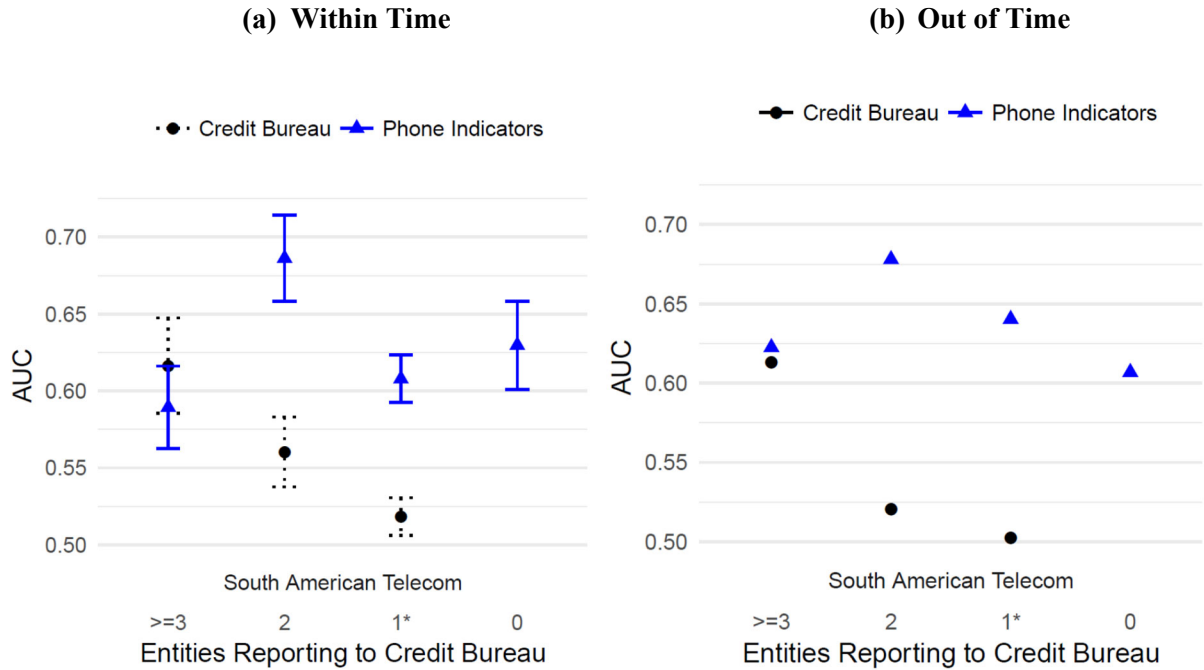 (a) Within Time
Credit Bureau Phone Indicators
AUC
0.70
0.65
0.60
0.55
0.50
South American Telecom
>=3 2 1* 0
Entities Reporting to Credit Bureau
(b) Out of Time
Credit Bureau Phone Indicators
AUC
0.70
0.65
0.60
0.55
0.50
South American Telecom
>=3 2 1* 0
Entities Reporting to Credit Bureau